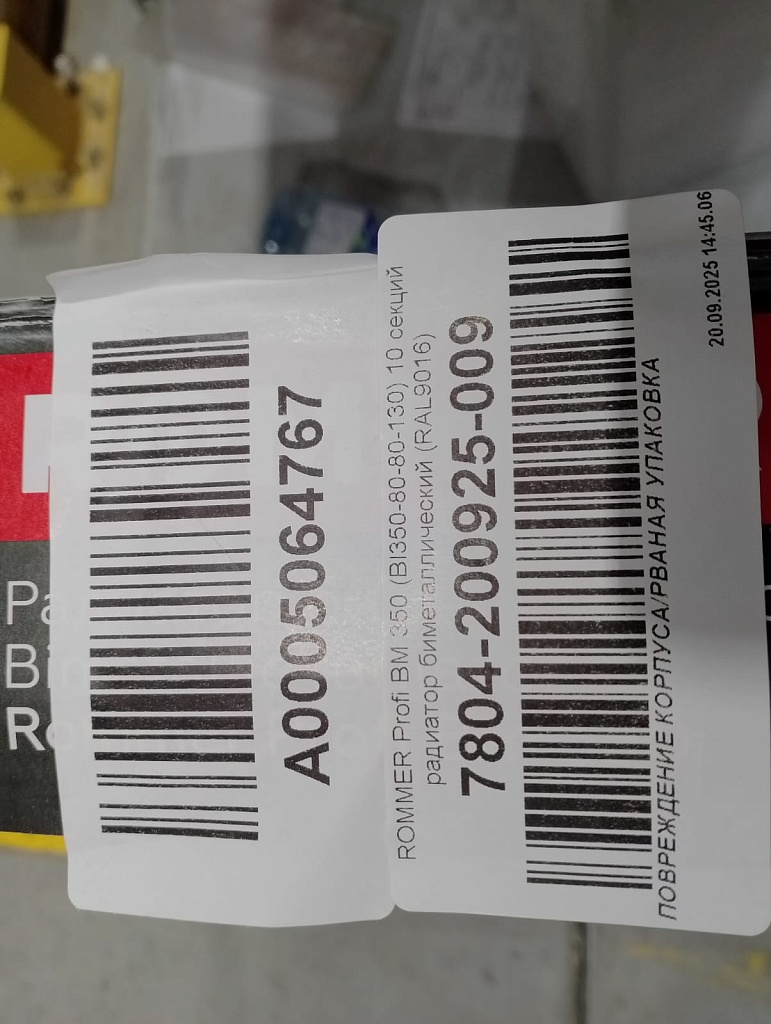 A0005064767
ROMMER Profi BM 350 (BI350-80-80-130) 10 секций
радиатор биметаллический (RAL9016)
7804-200925-009
ПОВРЕЖДЕНИЕ КОРПУСА/РВАНАЯ УПАКОВКА
20.09.2025 14:45.06